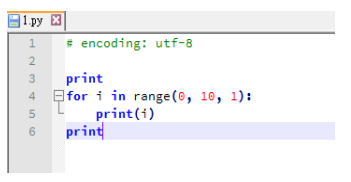 1.py
1 # encoding: utf-8
2
3 print
4 for i in range(0, 10, 1):
5     print(i)
6 print